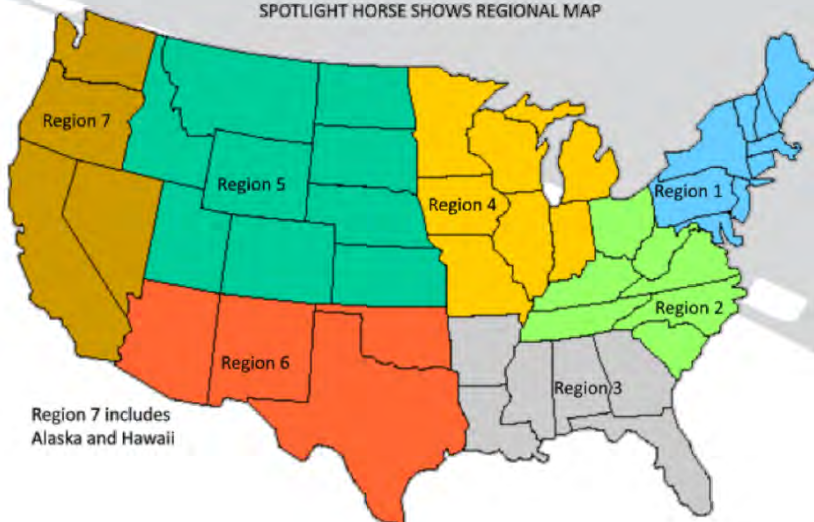 SPOTLIGHT HORSE SHOWS REGIONAL MAP
Region 7
Region 5
Region 4
Region 1
Region 2
Region 6
Region 3
Region 7 includes
Alaska and Hawaii